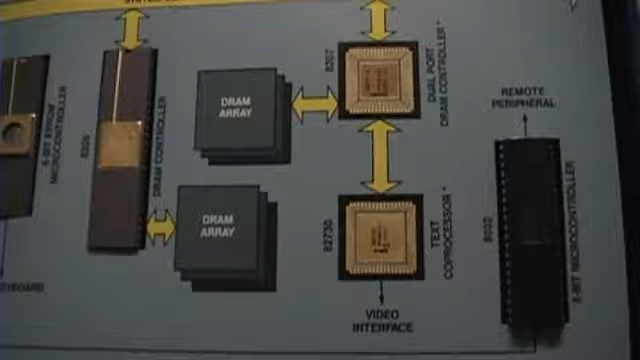 8207
DUAL PORT
DRAM CONTROLLER *
DRAM
ARRAY
REMOTE
PERIPHERAL
8-BIT EPROM
MICROCONTROLLER
DRAM CONTROLLER
DRAM
ARRAY
82730
TEXT
COPROCESSOR *
8-BIT MICROCONTROLLER
VIDEO
INTERFACE